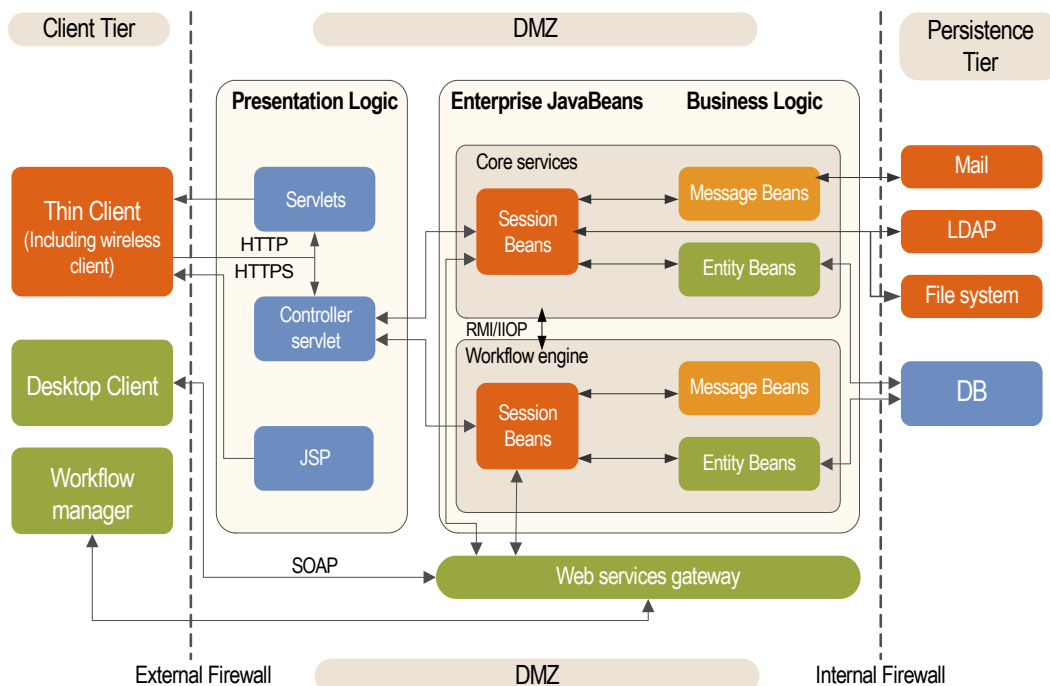 Client Tier
DMZ
Persistence
Tier
Presentation Logic
Enterprise JavaBeans
Business Logic
Core services
Thin Client
(Including wireless
client)
Servlets
HTTP
HTTPS
Controller
servlet
JSP
Session
Beans
Message Beans
Entity Beans
RMI/IIOP
Workflow engine
Session
Beans
Message Beans
Entity Beans
Mail
LDAP
File system
DB
Desktop Client
Workflow
manager
SOAP
Web services gateway
External Firewall
DMZ
Internal Firewall